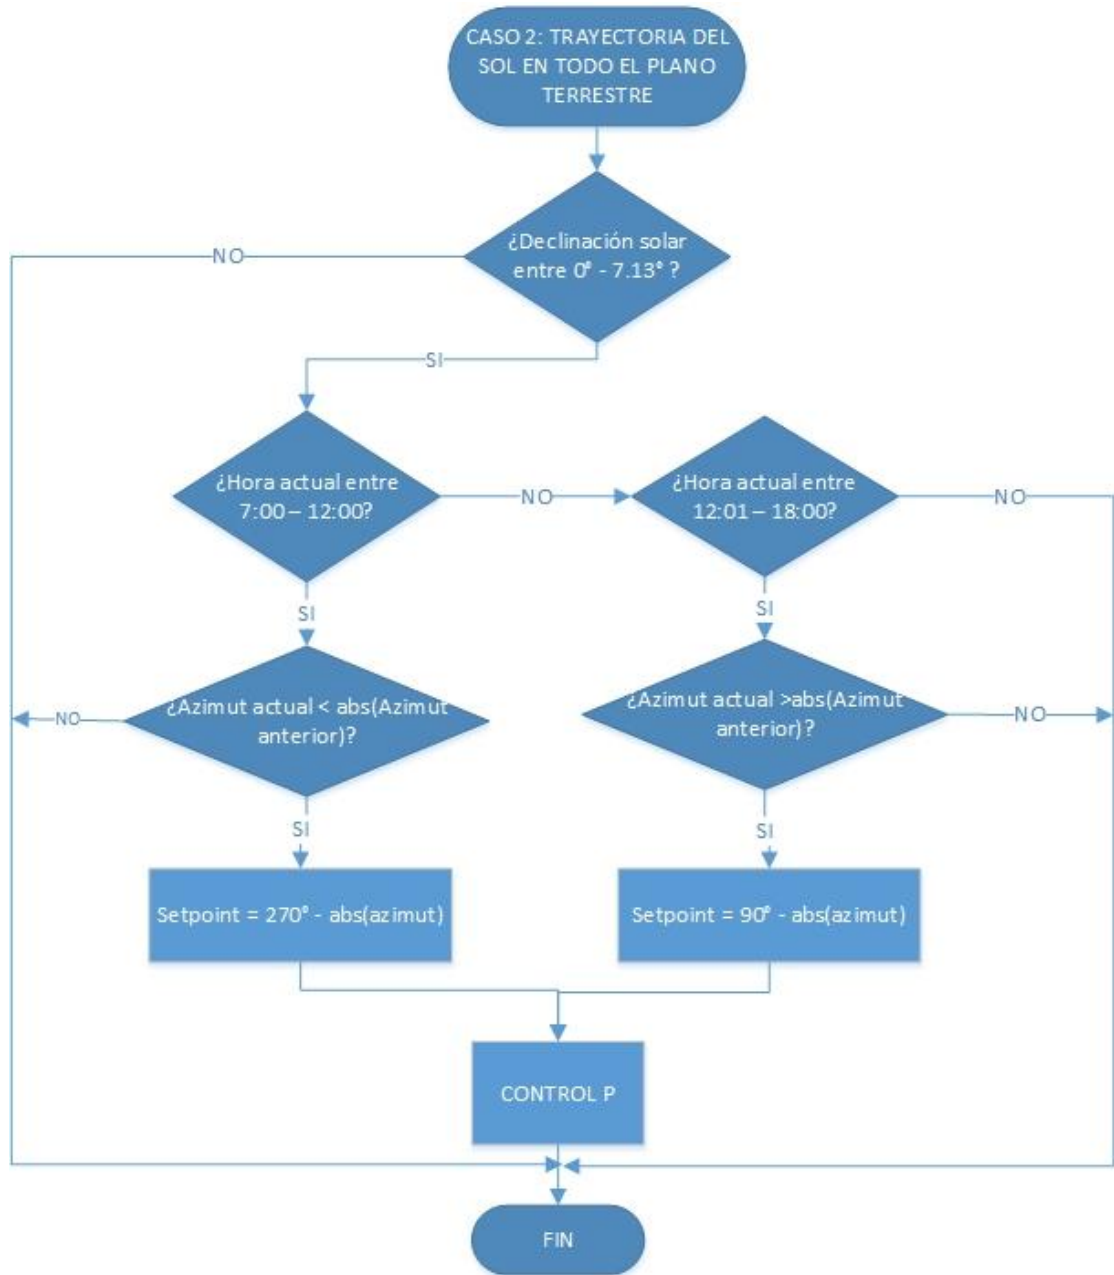 CASO 2: TRAYECTORIA DEL
SOL EN TODO EL PLANO
TERRESTRE
¿Declinación solar
entre 0° - 7.13° ?
NO
SI
¿Hora actual entre
7:00 – 12:00?
NO
¿Hora actual entre
12:01 – 18:00?
NO
SI
SI
¿Azimut actual < abs(Azimut
anterior)?
NO
¿Azimut actual >abs(Azimut
anterior)?
NO
SI
SI
Setpoint = 270° - abs(azimut)
Setpoint = 90° - abs(azimut)
CONTROL P
FIN